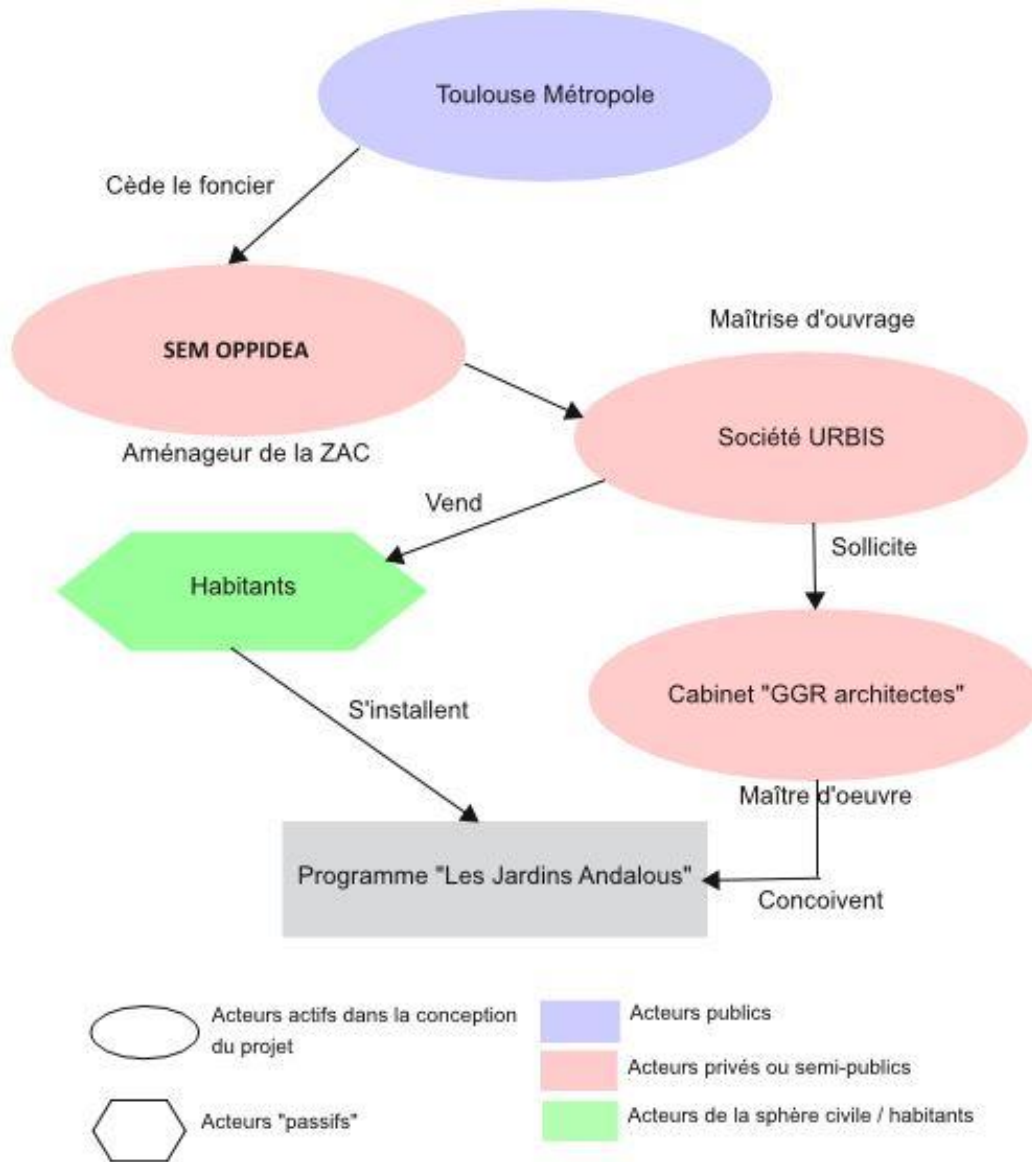 Toulouse Métropole
Cède le foncier
SEM OPPIDEA
Maîtrise d'ouvrage
Société URBIS
Aménageur de la ZAC
Vend
Sollicite
Habitants
Cabinet "GGR architectes"
S'installent
Maître d'oeuvre
Programme "Les Jardins Andalous"
Concoivent
Acteurs actifs dans la conception
du projet
Acteurs "passifs"
Acteurs publics
Acteurs privés ou semi-publics
Acteurs de la sphère civile / habitants